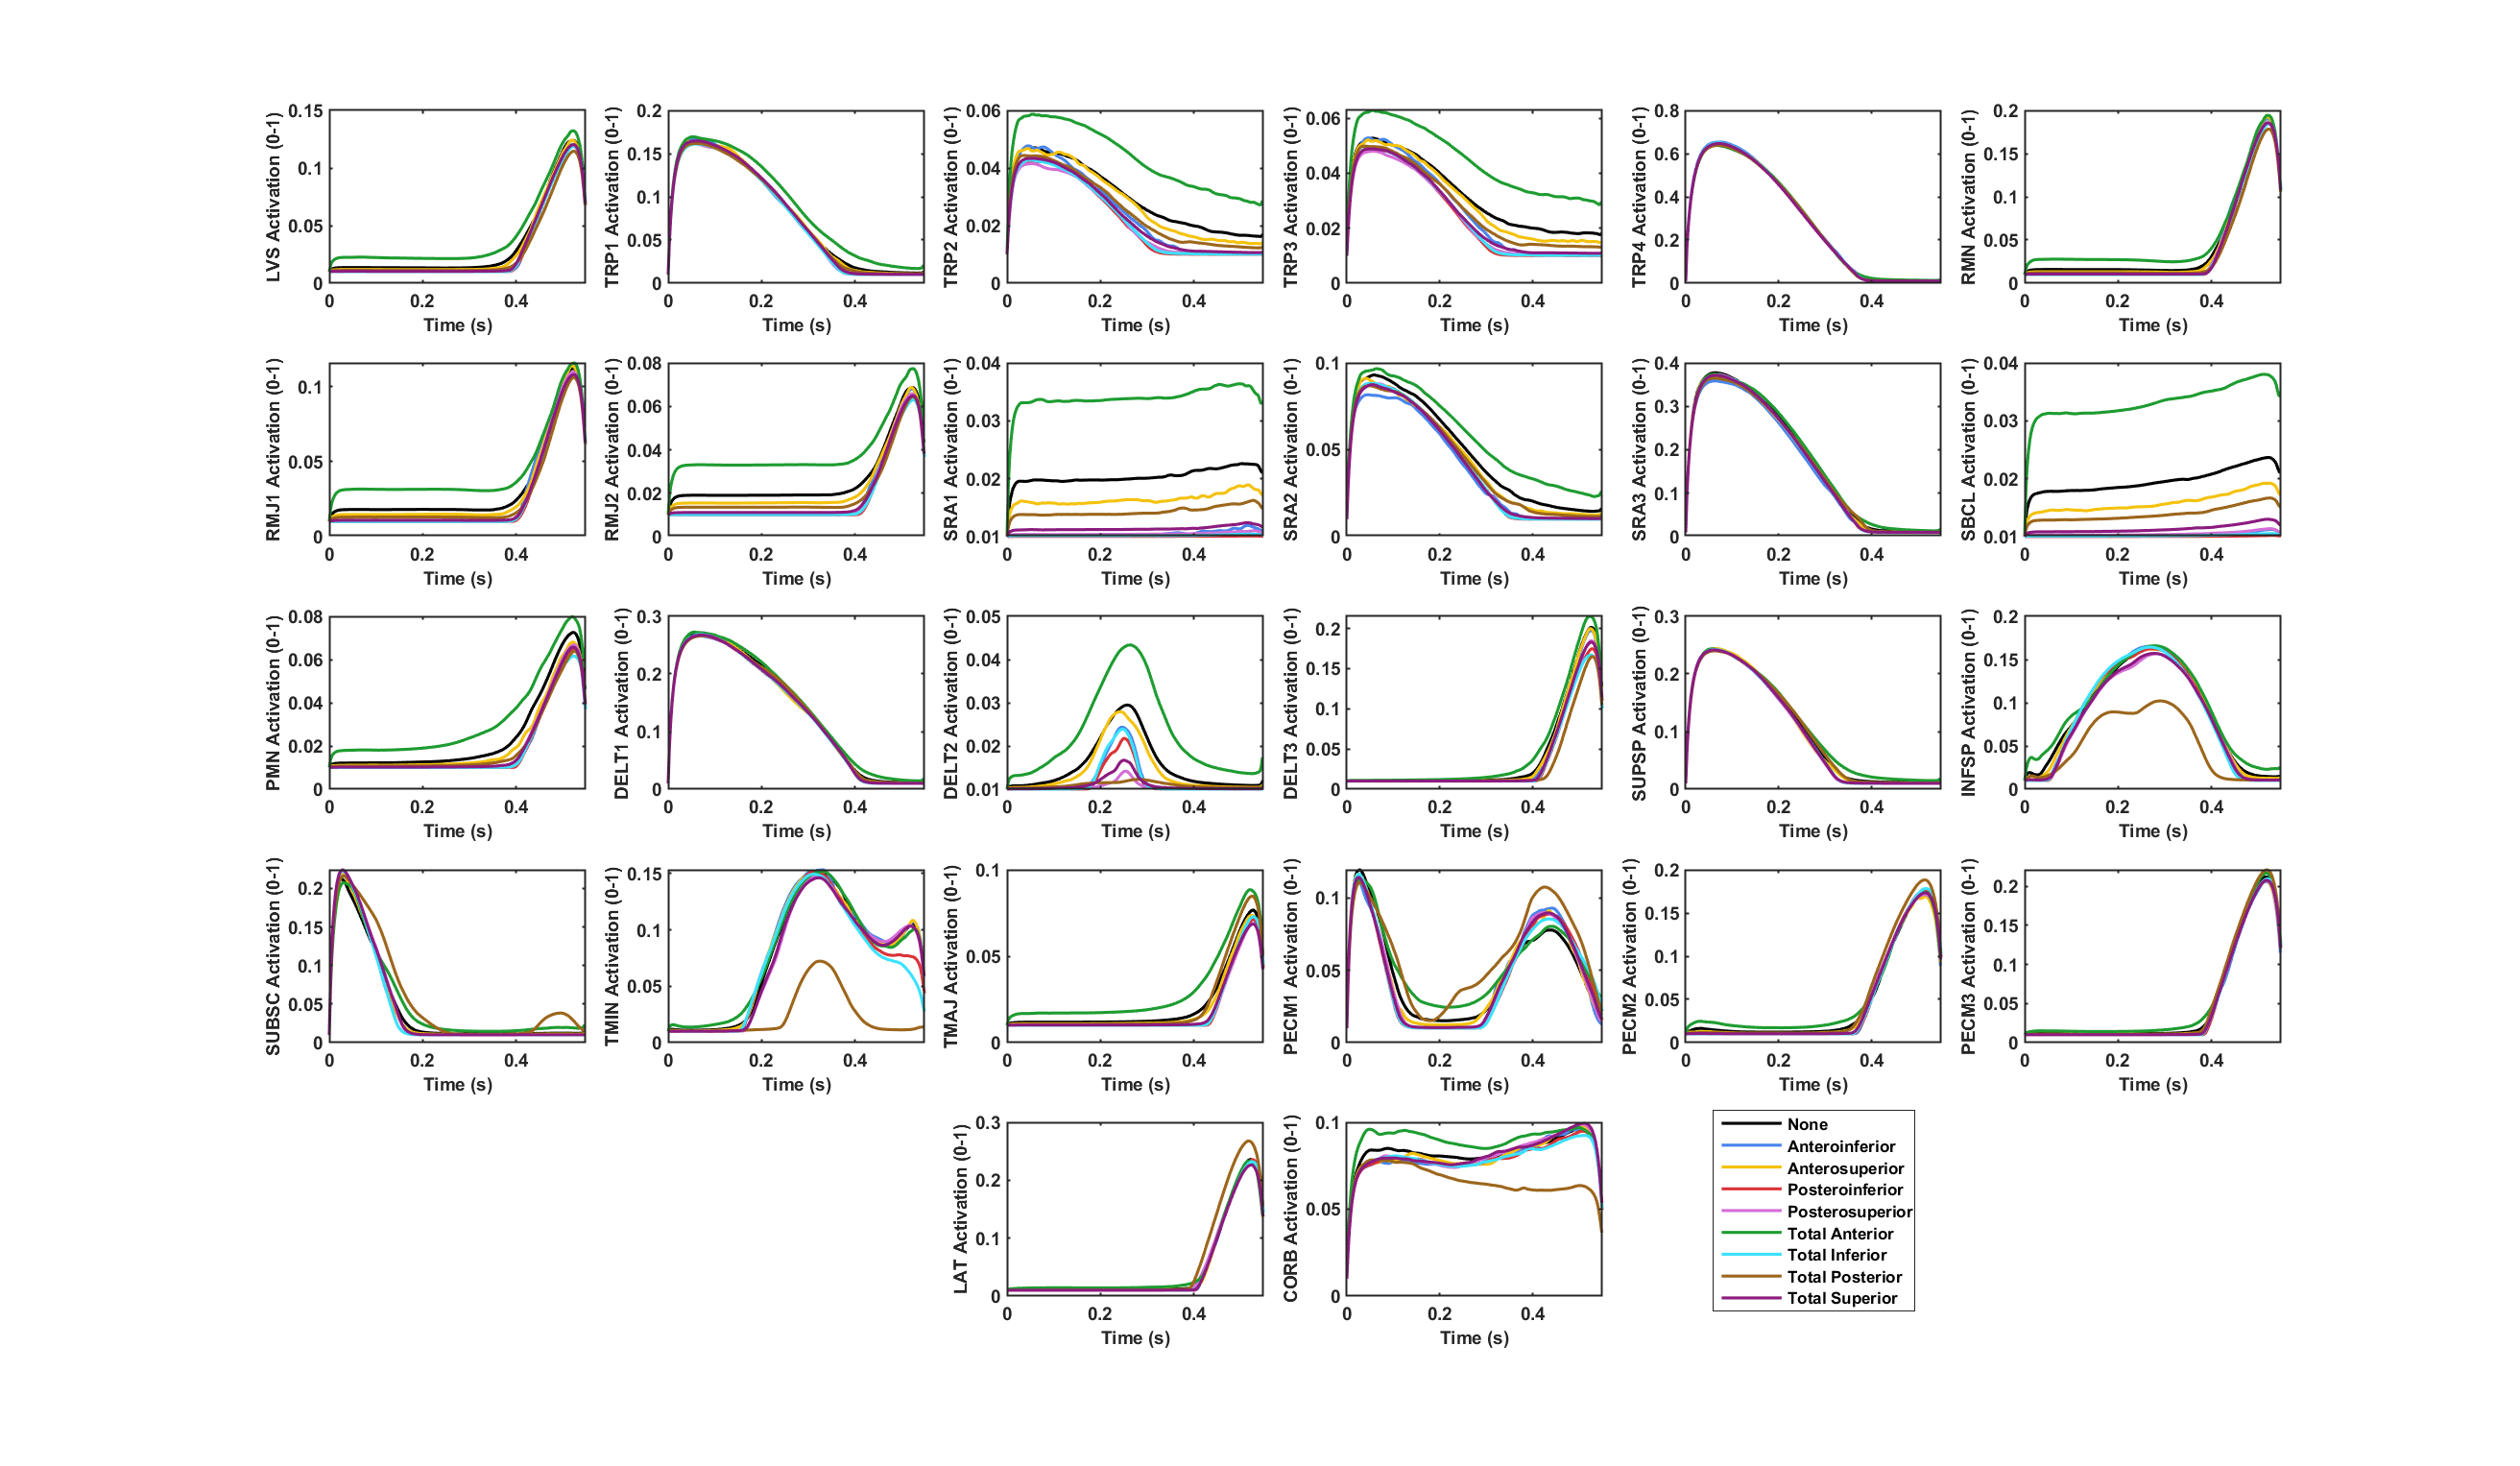 LVS Activation (0-1)
0.15
0.1
0.05
0
0 0.2 0.4
Time (s)
TRP1 Activation (0-1)
0.2
0.15
0.1
0.05
0
0 0.2 0.4
Time (s)
TRP2 Activation (0-1)
0.06
0.04
0.02
0
0 0.2 0.4
Time (s)
TRP3 Activation (0-1)
0.06
0.04
0.02
0
0 0.2 0.4
Time (s)
TRP4 Activation (0-1)
0.8
0.6
0.4
0.2
0
0 0.2 0.4
Time (s)
RMN Activation (0-1)
0.2
0.15
0.1
0.05
0
0 0.2 0.4
Time (s)
RMJ1 Activation (0-1)
0.1
0.05
0
0 0.2 0.4
Time (s)
RMJ2 Activation (0-1)
0.08
0.06
0.04
0.02
0
0 0.2 0.4
Time (s)
SRA1 Activation (0-1)
0.04
0.03
0.02
0.01
0 0.2 0.4
Time (s)
SRA2 Activation (0-1)
0.1
0.05
0
0 0.2 0.4
Time (s)
SRA3 Activation (0-1)
0.4
0.3
0.2
0.1
0
0 0.2 0.4
Time (s)
SBCL Activation (0-1)
0.04
0.03
0.02
0.01
0 0.2 0.4
Time (s)
PMN Activation (0-1)
0.08
0.06
0.04
0.02
0
0 0.2 0.4
Time (s)
DELT1 Activation (0-1)
0.3
0.2
0.1
0
0 0.2 0.4
Time (s)
DELT2 Activation (0-1)
0.05
0.04
0.03
0.02
0.01
0 0.2 0.4
Time (s)
DELT3 Activation (0-1)
0.2
0.15
0.1
0.05
0
0 0.2 0.4
Time (s)
SUPSP Activation (0-1)
0.3
0.2
0.1
0
0 0.2 0.4
Time (s)
INFSP Activation (0-1)
0.2
0.15
0.1
0.05
0
0 0.2 0.4
Time (s)
SUBSC Activation (0-1)
0.2
0.15
0.1
0.05
0
0 0.2 0.4
Time (s)
TMIN Activation (0-1)
0.15
0.1
0.05
0
0 0.2 0.4
Time (s)
TMAJ Activation (0-1)
0.1
0.05
0
0 0.2 0.4
Time (s)
PECM1 Activation (0-1)
0.1
0.05
0
0 0.2 0.4
Time (s)
PECM2 Activation (0-1)
0.2
0.15
0.1
0.05
0
0 0.2 0.4
Time (s)
PECM3 Activation (0-1)
0.2
0.15
0.1
0.05
0
0 0.2 0.4
Time (s)
LAT Activation (0-1)
0.3
0.2
0.1
0
0 0.2 0.4
Time (s)
CORB Activation (0-1)
0.1
0.05
0
0 0.2 0.4
Time (s)
None
Anteroinferior
Anterosuperior
Posteroinferior
Posterosuperior
Total Anterior
Total Inferior
Total Posterior
Total Superior